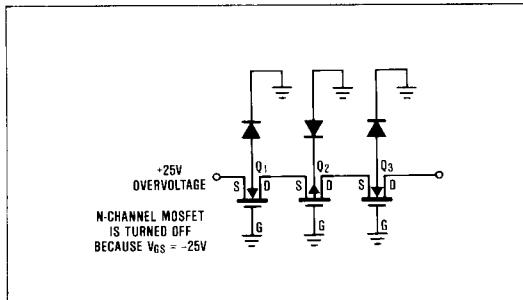 +25V
OVERVOLTAGE
Q1
Q2
Q3
S
D
S
D
S
D
N-CHANNEL MOSFET
IS TURNED OFF
BECAUSE VGS = -25V
G
G
G